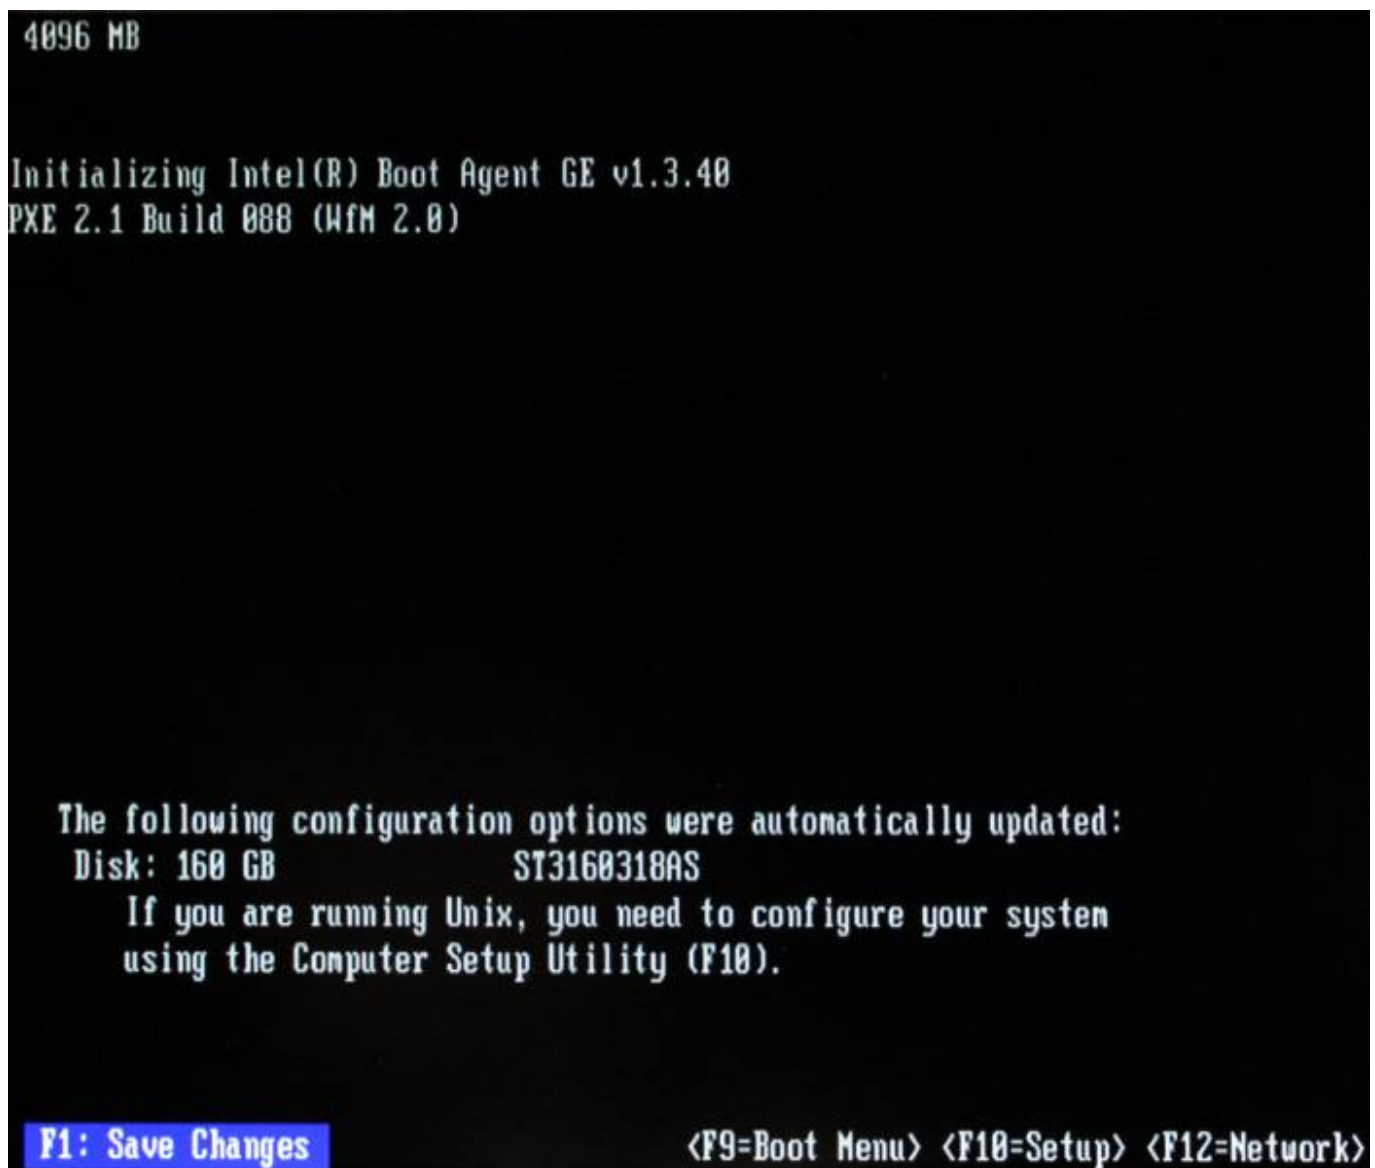 4096 MB
Initializing Intel(R) Boot Agent GE v1.3.40
PXE 2.1 Build 088 (WfM 2.0)
The following configuration options were automatically updated:
Disk: 160 GB ST3160318AS
If you are running Unix, you need to configure your system
using the Computer Setup Utility (F10).
F1: Save Changes <F9=Boot Menu> <F10=Setup> <F12=Network>